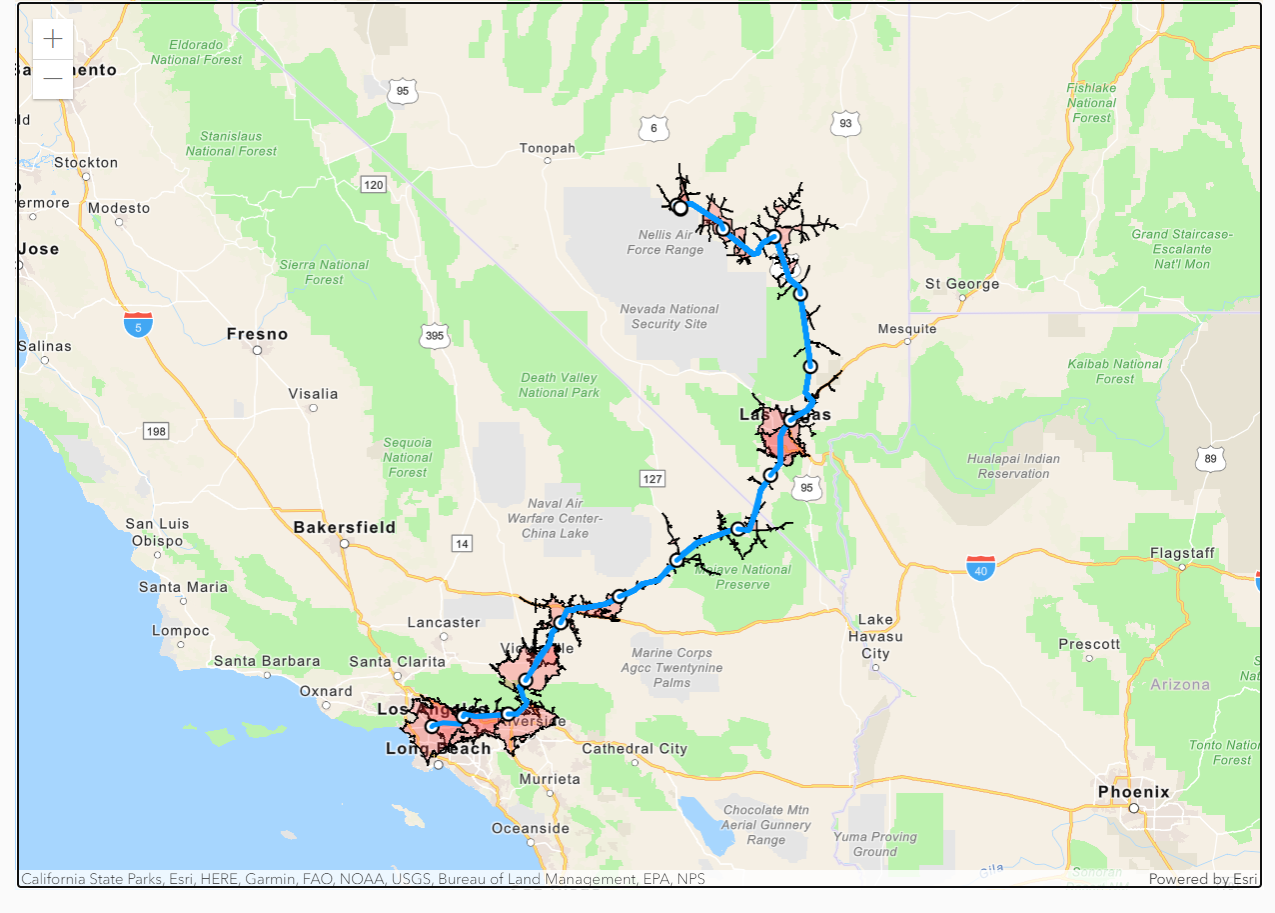 Eldorado
National Forest
95
6
93
Fishlake
National
Forest
Stanislaus
National Forest
Tonopah
Stockton
120
Modesto
Nellis Air
Force Range
Grand Staircase-
Escalante
Nat'l Mon
Jose
Sierra National
Forest
St George
Nevada National
Security Site
5
Mesquite
Fresno
395
Salinas
Kaibab National
Forest
Death Valley
National Park
Visalia
Las Vegas
198
Sequoia
National
Forest
89
Hualapai Indian
Reservation
127
95
Naval Air
Warfare Center-
China Lake
San Luis
Obispo
Bakersfield
14
Flagstaff
40
Mojave National
Preserve
Santa Maria
Lancaster
Lake
Havasu
City
Lompoc
Prescott
Victorville
Marine Corps
Agcc Twentynine
Palms
Santa Barbara
Santa Clarita
Arizona
Oxnard
Los Angeles
Riverside
Long Beach
Cathedral City
Tonto Nation
Forest
Murrieta
Phoenix
Chocolate Mtn
Aerial Gunnery
Range
Oceanside
Yuma Proving
Ground
Gila
California State Parks, Esri, HERE, Garmin, FAO, NOAA, USGS, Bureau of Land Management, EPA, NPS
Powered by Esri